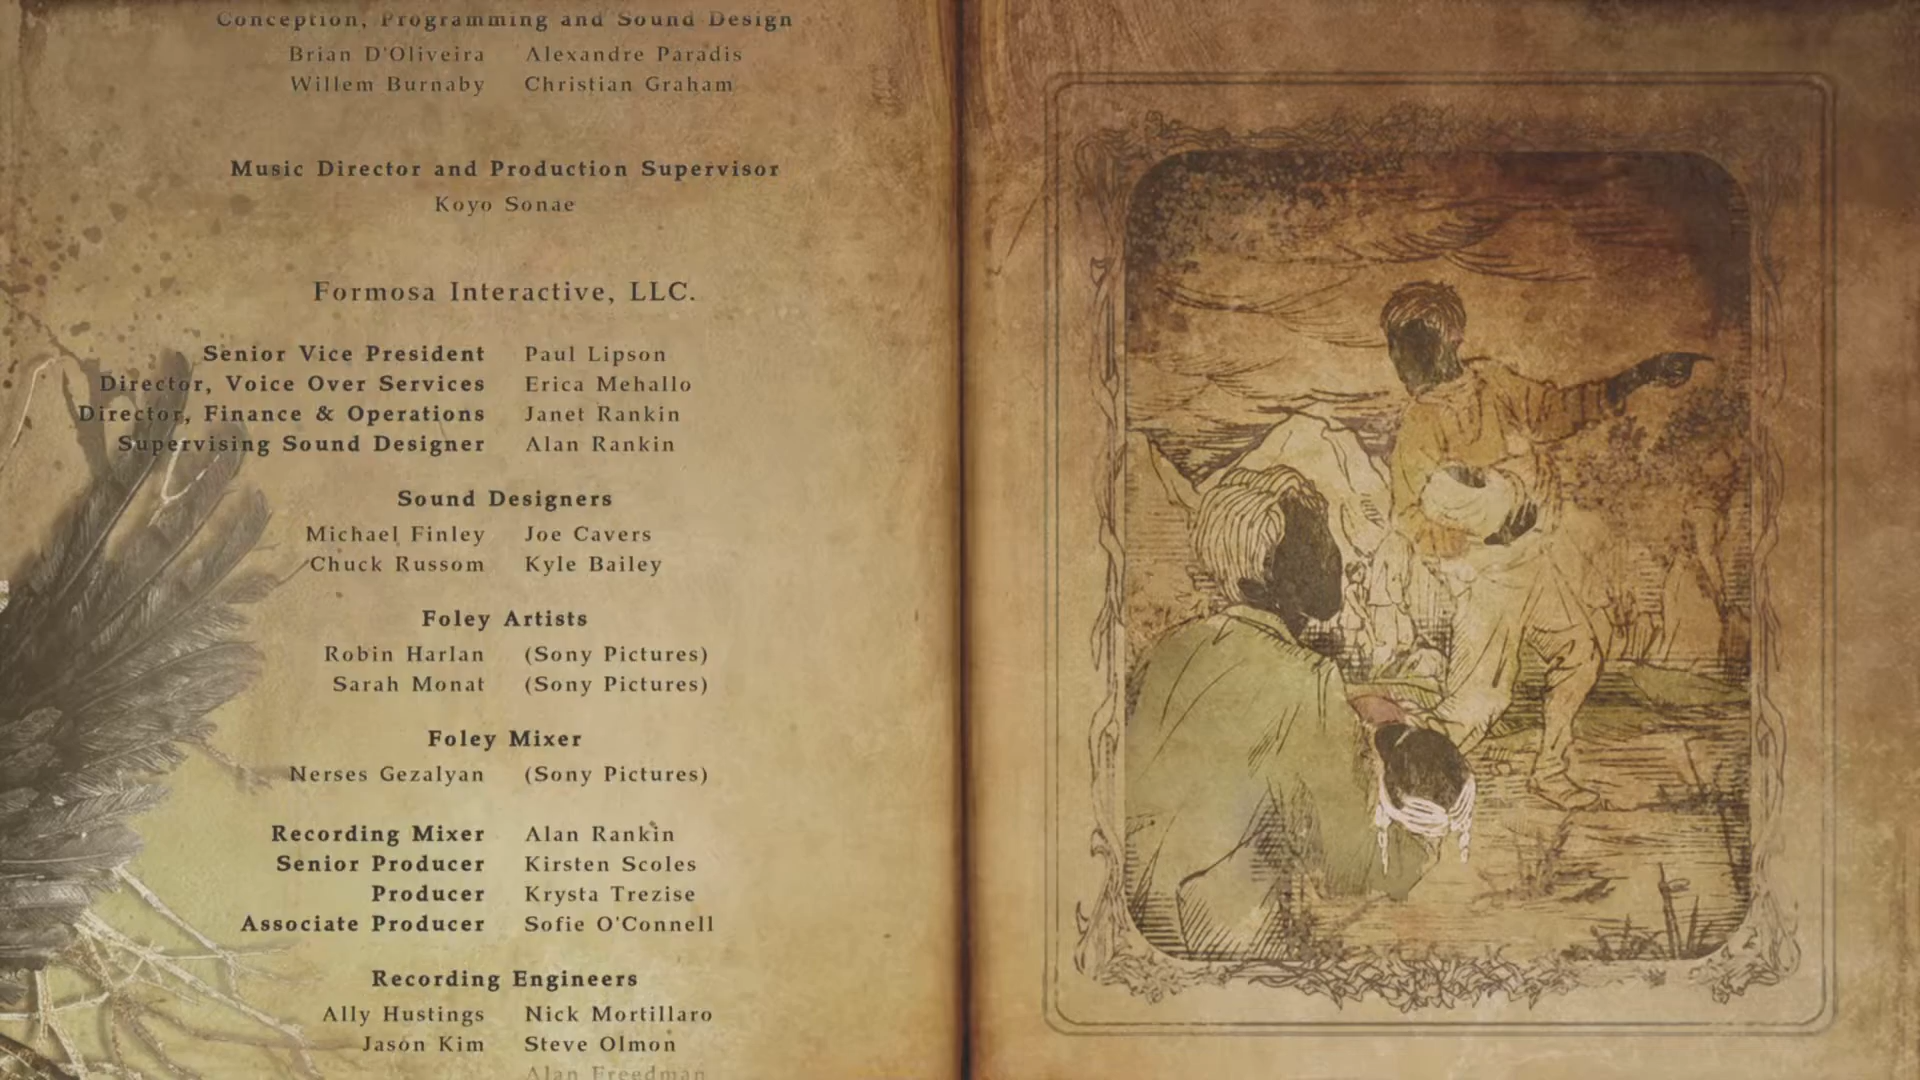 Conception, Programming and Sound Design
Brian D'Oliveira Alexandre Paradis
Willem Burnaby Christian Graham
Music Director and Production Supervisor
Koyo Sonae
Formosa Interactive, LLC.
Senior Vice President Paul Lipson
Director, Voice Over Services Erica Mehallo
Director, Finance & Operations Janet Rankin
Supervising Sound Designer Alan Rankin
Sound Designers
Michael Finley Joe Cavers
Chuck Russom Kyle Bailey
Foley Artists
Robin Harlan (Sony Pictures)
Sarah Monat (Sony Pictures)
Foley Mixer
Nerses Gezalyan (Sony Pictures)
Recording Mixer Alan Rankin
Senior Producer Kirsten Scoles
Producer Krysta Trezise
Associate Producer Sofie O'Connell
Recording Engineers
Ally Hustings Nick Mortillaro
Jason Kim Steve Olmon
Alan Freedman